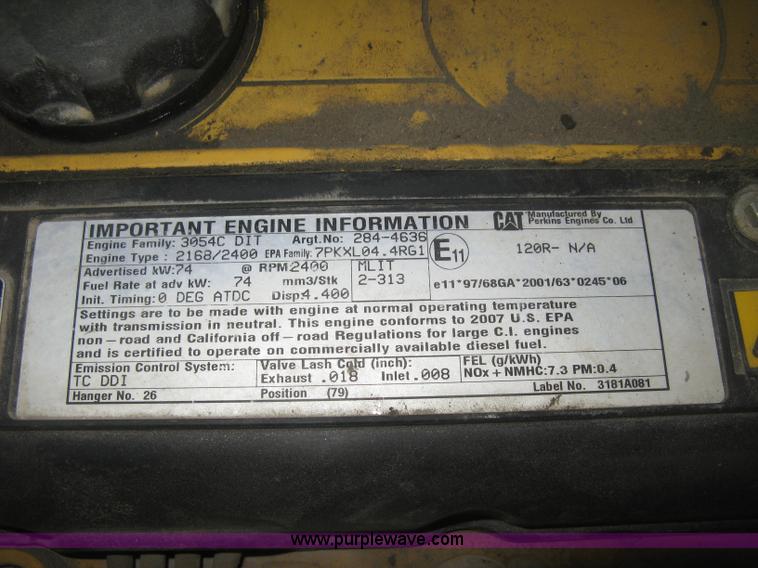 IMPORTANT ENGINE INFORMATION CAT Manufactured By Perkins Engines Co. Ltd
Engine Family: 3054C DIT Argt.No: 284-4636
Engine Type: 2168/2400 EPA Family: 7PKXL04.4RG1
E11 120R- N/A
Advertised kW:74 @ RPM:2400 MLIT
Fuel Rate at adv kW: 74 mm3/Stk 2-313
e11*97/68GA*2001/63*0245*06
Init. Timing:0 DEG ATDC Disp:4.400
Settings are to be made with engine at normal operating temperature
with transmission in neutral. This engine conforms to 2007 U.S. EPA
non-road and California off-road Regulations for large C.I. engines
and is certified to operate on commercially available diesel fuel.
Emission Control System: Valve Lash Cold (inch): FEL (g/kWh)
TC DDI Exhaust .018 Inlet .008 NOx + NMHC:7.3 PM:0.4
Hanger No. 26 Position (79) Label No. 3181A081
www.purplewave.com